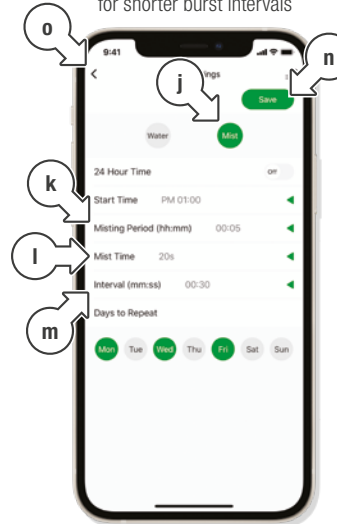 for shorter burst intervals
o
n
9:41
j
ngs
Save
Water
Mist
24 Hour Time
Off
k
Start Time PM 01:00
Misting Period (hh:mm) 00:05
l
Mist Time 20s
Interval (mm:ss) 00:30
m
Days to Repeat
Mon Tue Wed Thu Fri Sat Sun